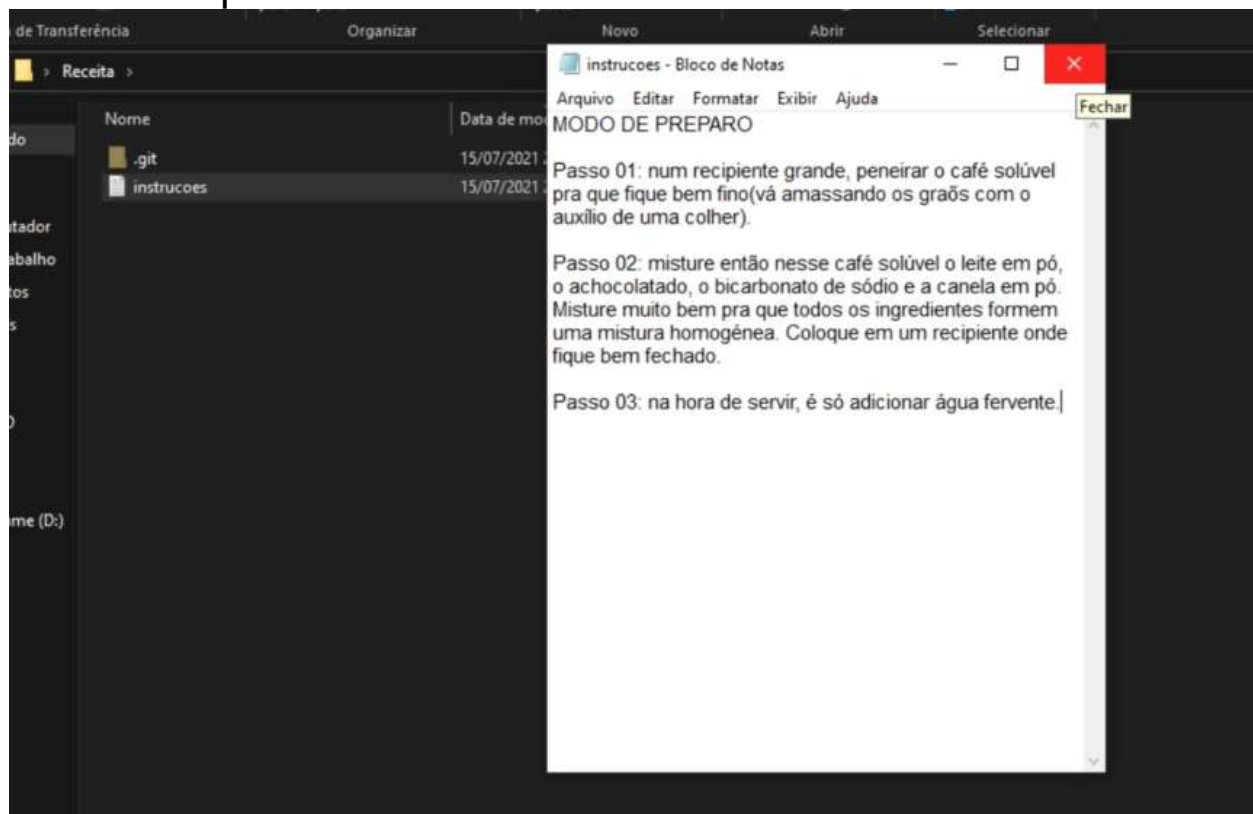 de Transferência Organizar Novo Abrir Selecionar
Receita
instrucoes - Bloco de Notas
Arquivo Editar Formatar Exibir Ajuda
Fechar
Nome
Data de mo
.git
15/07/2021
instrucoes
15/07/2021
do
utador
abalho
tos
s
ume (D:)
MODO DE PREPARO
Passo 01: num recipiente grande, peneirar o café solúvel
pra que fique bem fino(vá amassando os graõs com o
auxílio de uma colher).
Passo 02: misture então nesse café solúvel o leite em pó,
o achocolatado, o bicarbonato de sódio e a canela em pó.
Misture muito bem pra que todos os ingredientes formem
uma mistura homogénea. Coloque em um recipiente onde
fique bem fechado.
Passo 03: na hora de servir, é só adicionar água fervente.